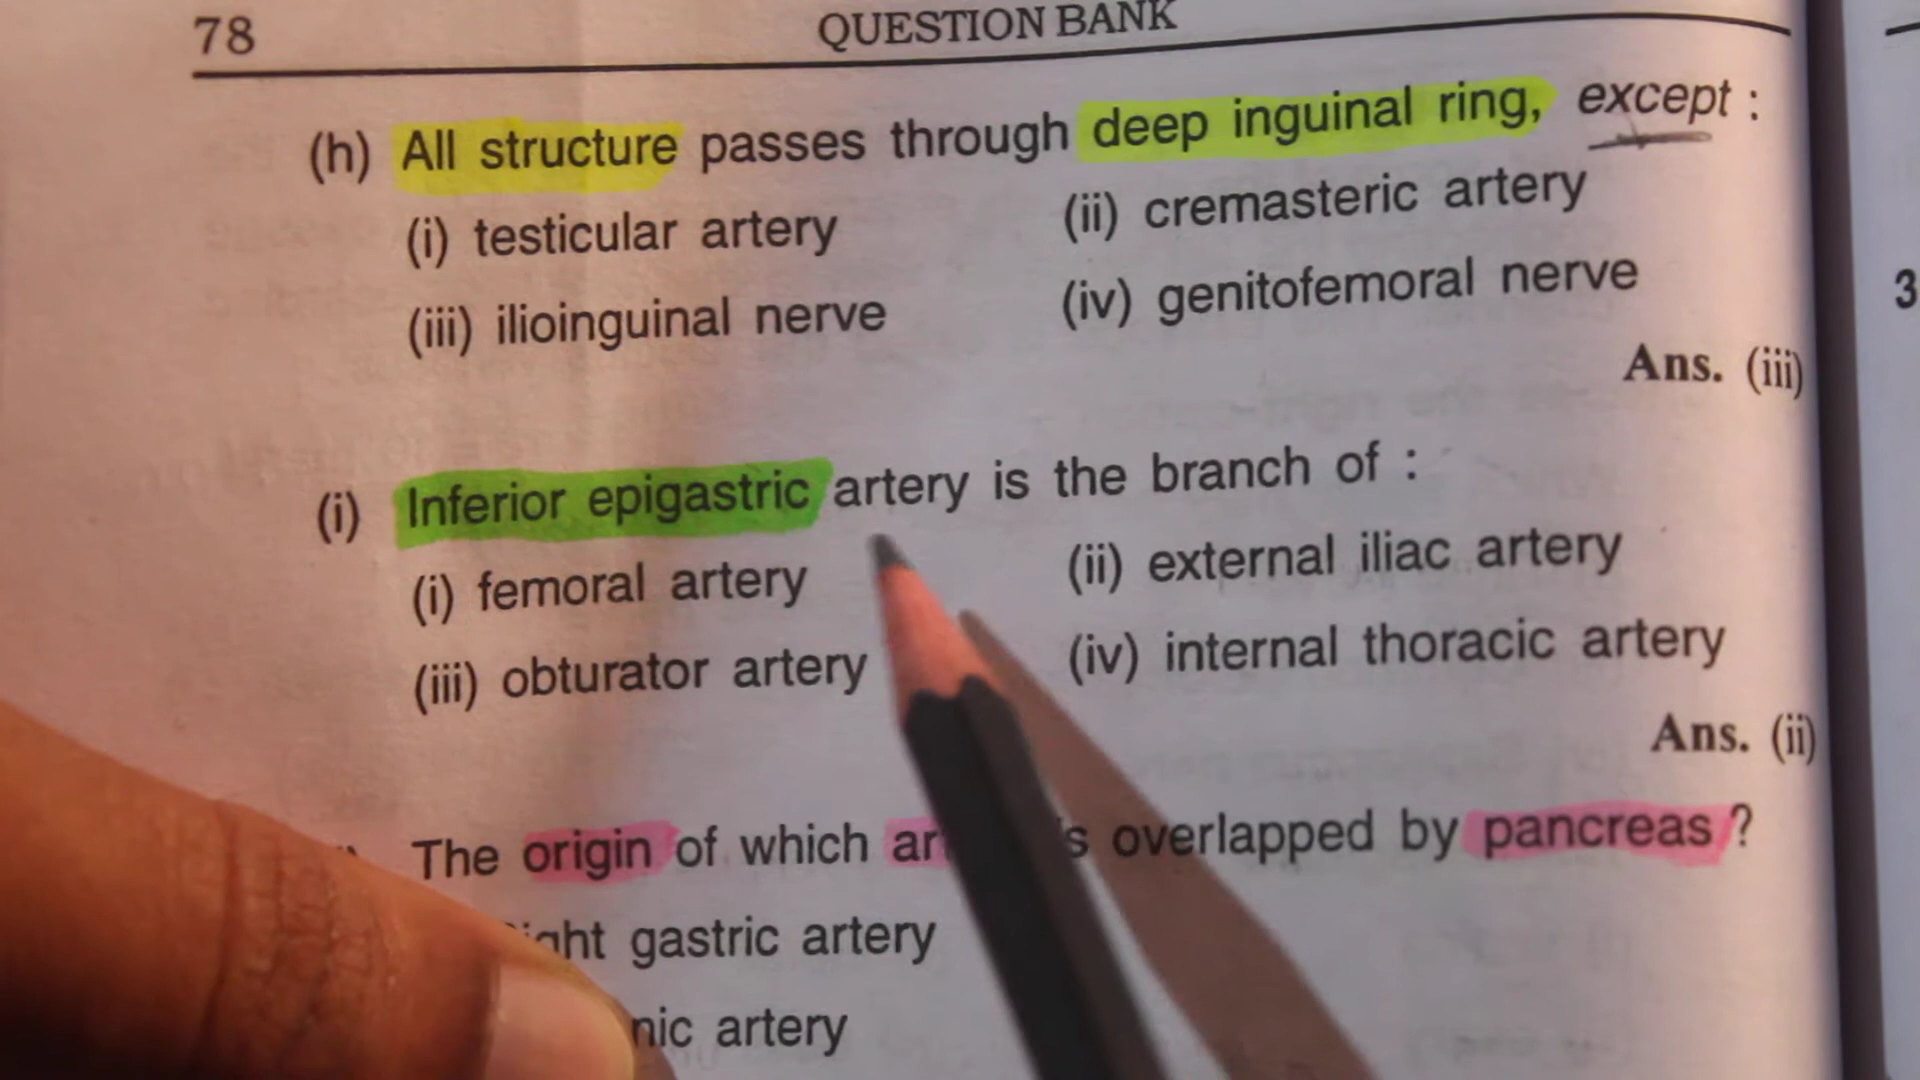 78 QUESTION BANK
(h) All structure passes through deep inguinal ring, except :
(i) testicular artery (ii) cremasteric artery
(iii) ilioinguinal nerve (iv) genitofemoral nerve
Ans. (iii)
(i) Inferior epigastric artery is the branch of :
(i) femoral artery (ii) external iliac artery
(iii) obturator artery (iv) internal thoracic artery
Ans. (ii)
The origin of which overlapped by pancreas ?
gastric artery
artery
3